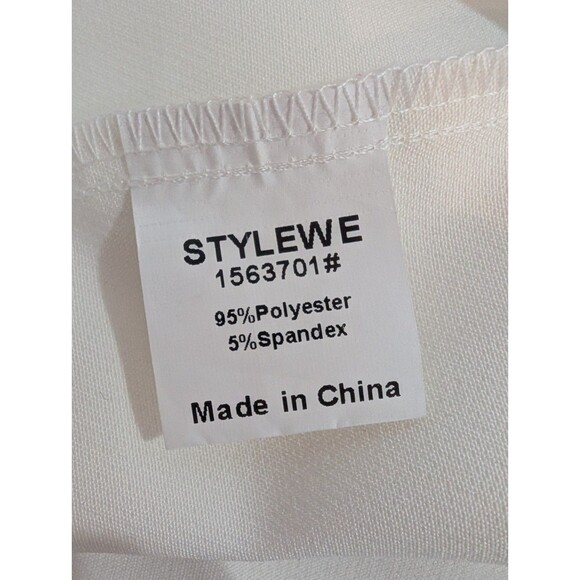 STYLEWE
1563701#
95%Polyester
5%Spandex
Made in China